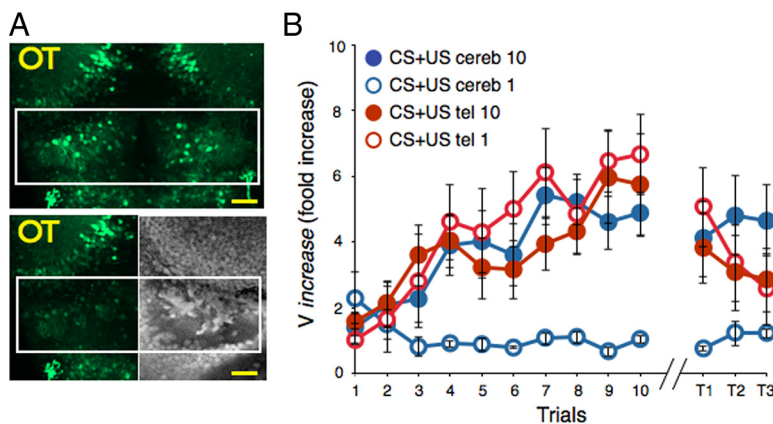 A
OT
OT
B
10
8
6
4
2
0
V increase (foold increase)
CS+US cereb 10
CS+US cereb 1
CS+US tel 10
CS+US tel 1
1 2 3 4 5 6 7 8 9 10 T1 T2 T3
Trials